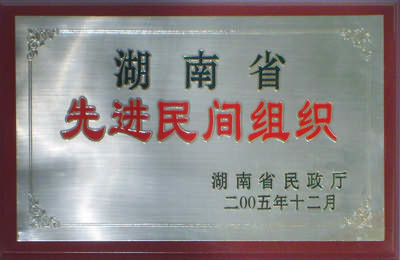 湖南省
先进民间组织
湖南省民政厅
二00五年十二月